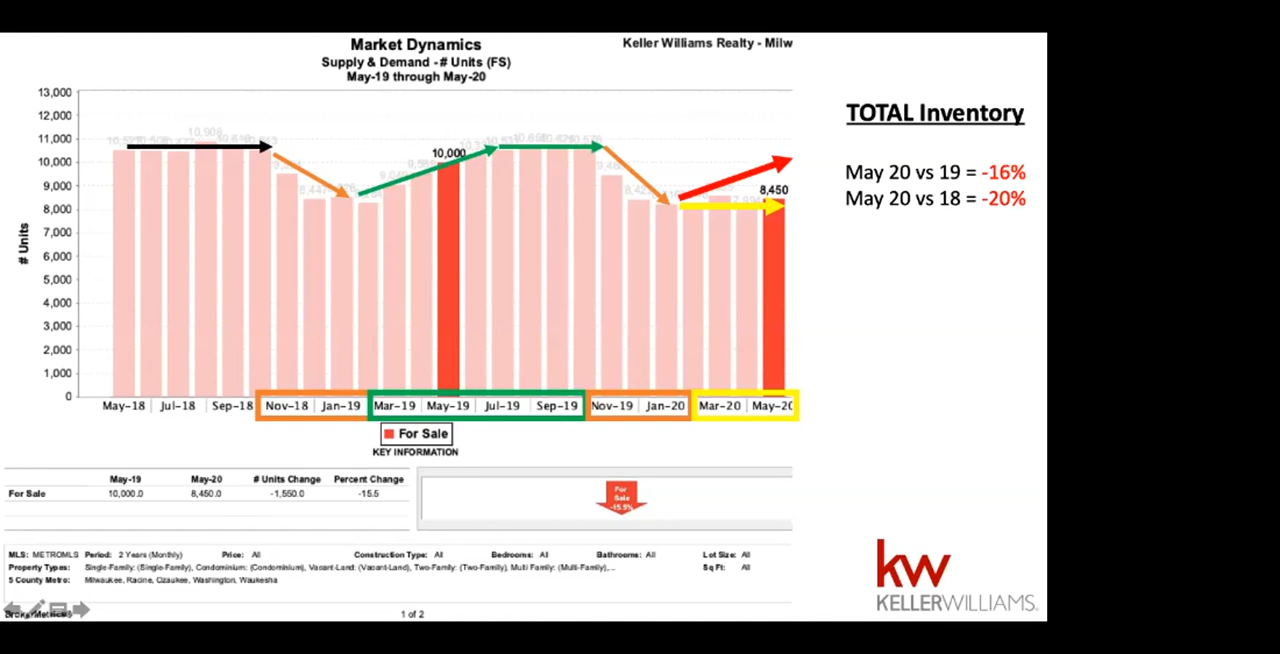 Market Dynamics
Keller Williams Realty - Milw
Supply & Demand - # Units (FS)
May-19 through May-20
TOTAL Inventory
May 20 vs 19 = -16%
May 20 vs 18 = -20%
# Units
13,000
12,000
11,000
10,000
9,000
8,000
7,000
6,000
5,000
4,000
3,000
2,000
1,000
0
10,908
10,000
8,450
May-18 Jul-18 Sep-18 Nov-18 Jan-19 Mar-19 May-19 Jul-19 Sep-19 Nov-19 Jan-20 Mar-20 May-20
For Sale
KEY INFORMATION
May-19 May-20 # Units Change Percent Change
For Sale 10,000.0 8,450.0 -1,550.0 -15.5
For
Sale
-15.5%
MLS: METROMLS Period: 2 Years (Monthly) Price: All Construction Type: All Bedrooms: All Bathrooms: All Lot Size: All
Property Types: Single-Family: (Single-Family), Condominium: (Condominium), Vacant-Land: (Vacant-Land), Two-Family: (Two-Family), Multi Family: (Multi-Family),... Sq Ft: All
5 County Metro: Milwaukee, Racine, Ozaukee, Washington, Waukesha
BrokerMetrics®
1 of 2
kw
KELLERWILLIAMS.